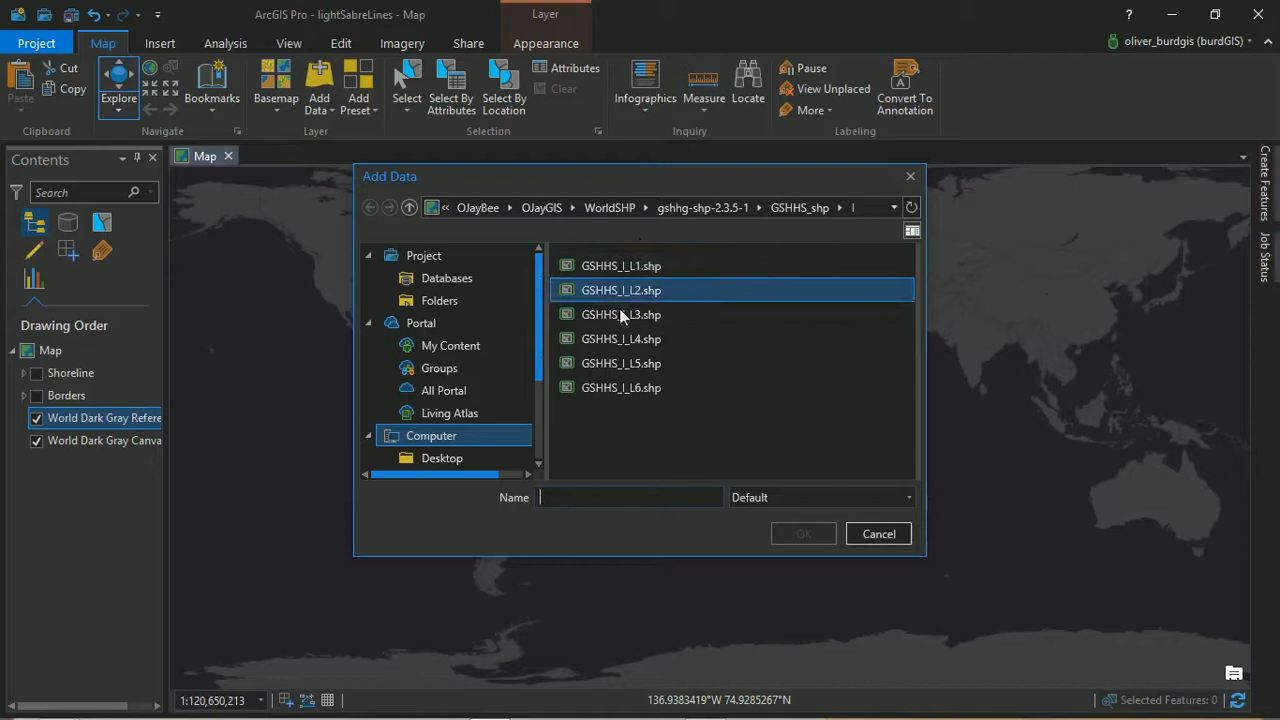 ArcGIS Pro - lightSabreLines - Map
Layer
?
Project
Map
Insert
Analysis
View
Edit
Imagery
Share
Appearance
oliver_burdgis (burdGIS)
Paste
Cut
Copy
Clipboard
Explore
Bookmarks
Navigate
Basemap
Add Data
Add Preset
Layer
Select
Select By Attributes
Select By Location
Attributes
Clear
Selection
Infographics
Measure
Locate
Inquiry
Pause
View Unplaced
More
Convert To Annotation
Labeling
Contents
Search
Drawing Order
Map
Shoreline
Borders
World Dark Gray Refere
World Dark Gray Canva
Map
Add Data
« OJayBee
OJayGIS
WorldSHP
gshhg-shp-2.3.5-1
GSHHS_shp
l
Project
Databases
Folders
Portal
My Content
Groups
All Portal
Living Atlas
Computer
Desktop
GSHHS_l_L1.shp
GSHHS_l_L2.shp
GSHHS_l_L3.shp
GSHHS_l_L4.shp
GSHHS_l_L5.shp
GSHHS_l_L6.shp
Name
Default
OK
Cancel
Create Features
Job Status
1:120,650,213
136.9383419°W 74.9285267°N
Selected Features: 0